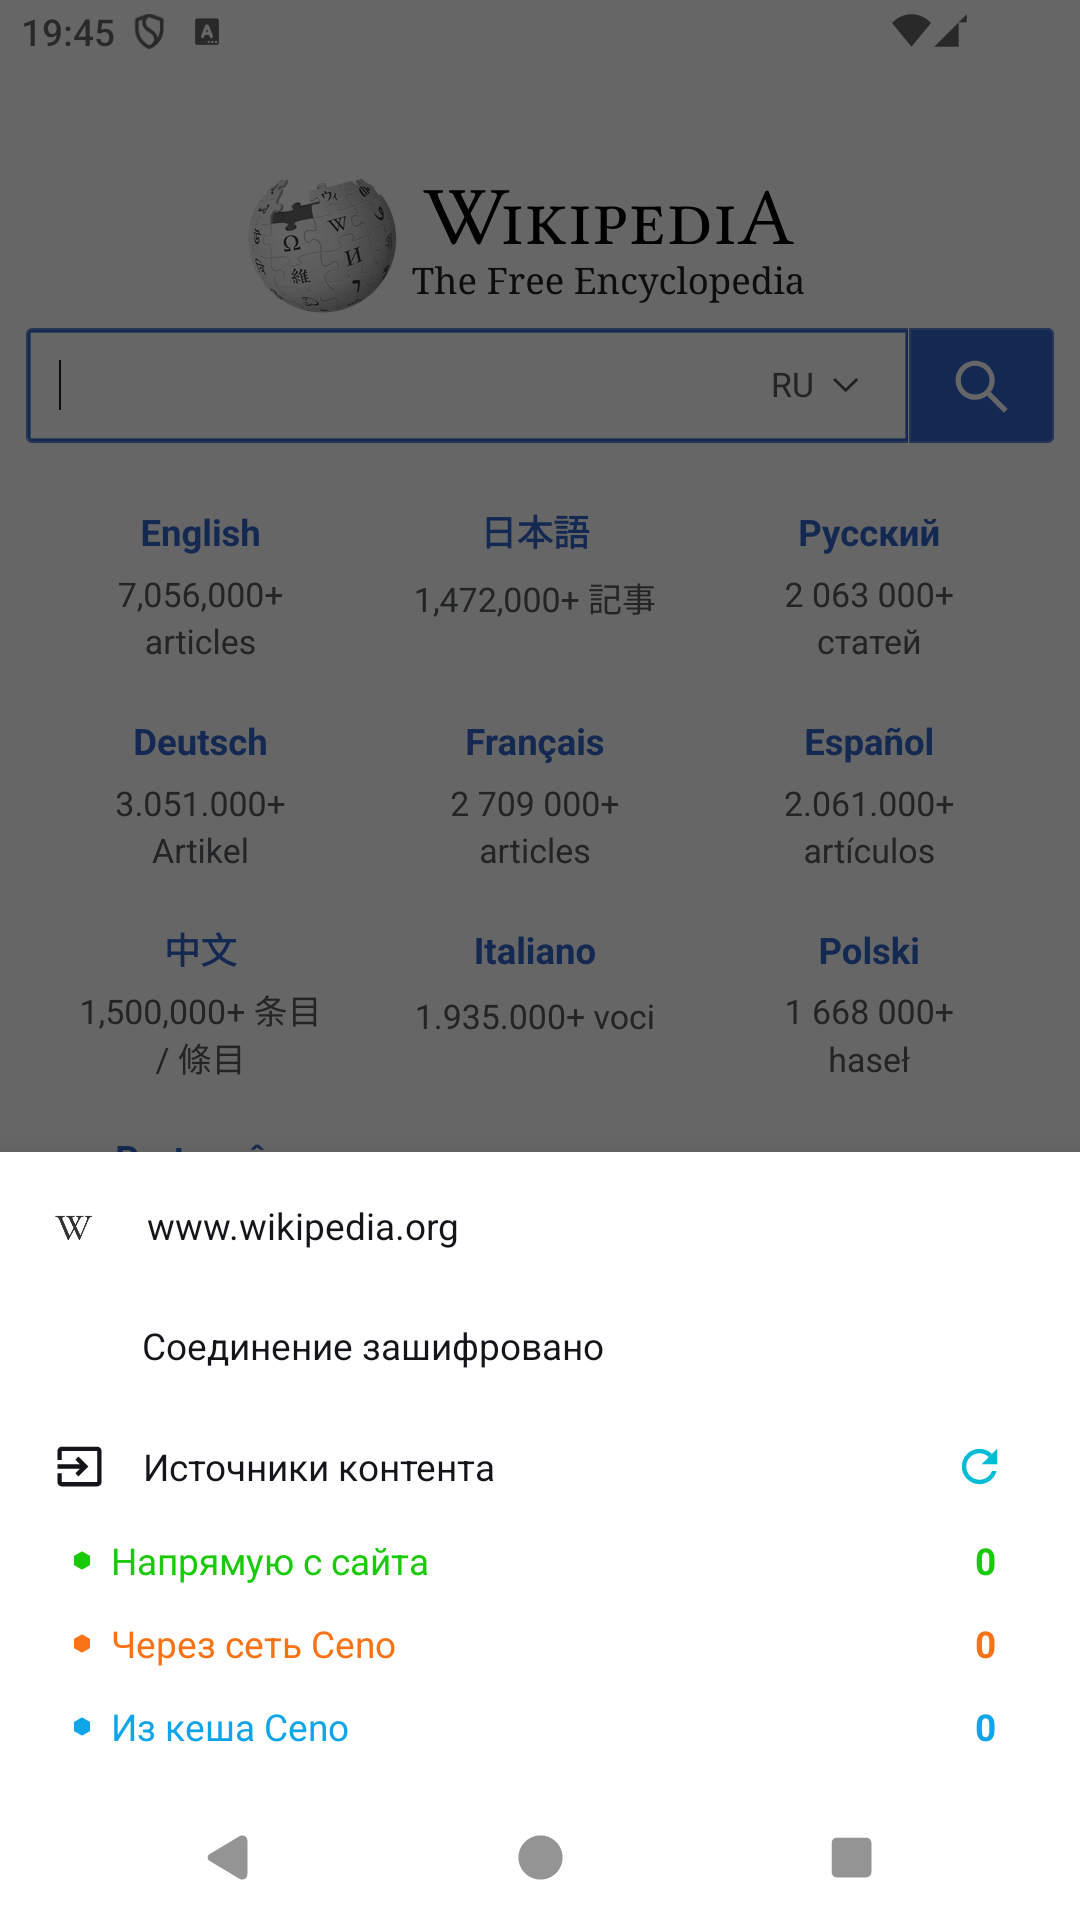 19:45
WIKIPEDIA
The Free Encyclopedia
RU
English
7,056,000+
articles
日本語
1,472,000+ 記事
Русский
2 063 000+
статей
Deutsch
3.051.000+
Artikel
Français
2 709 000+
articles
Español
2.061.000+
artículos
中文
1,500,000+ 条目
/ 條目
Italiano
1.935.000+ voci
Polski
1 668 000+
haseł
www.wikipedia.org
Соединение зашифровано
Источники контента
Напрямую с сайта 0
Через сеть Ceno 0
Из кеша Ceno 0